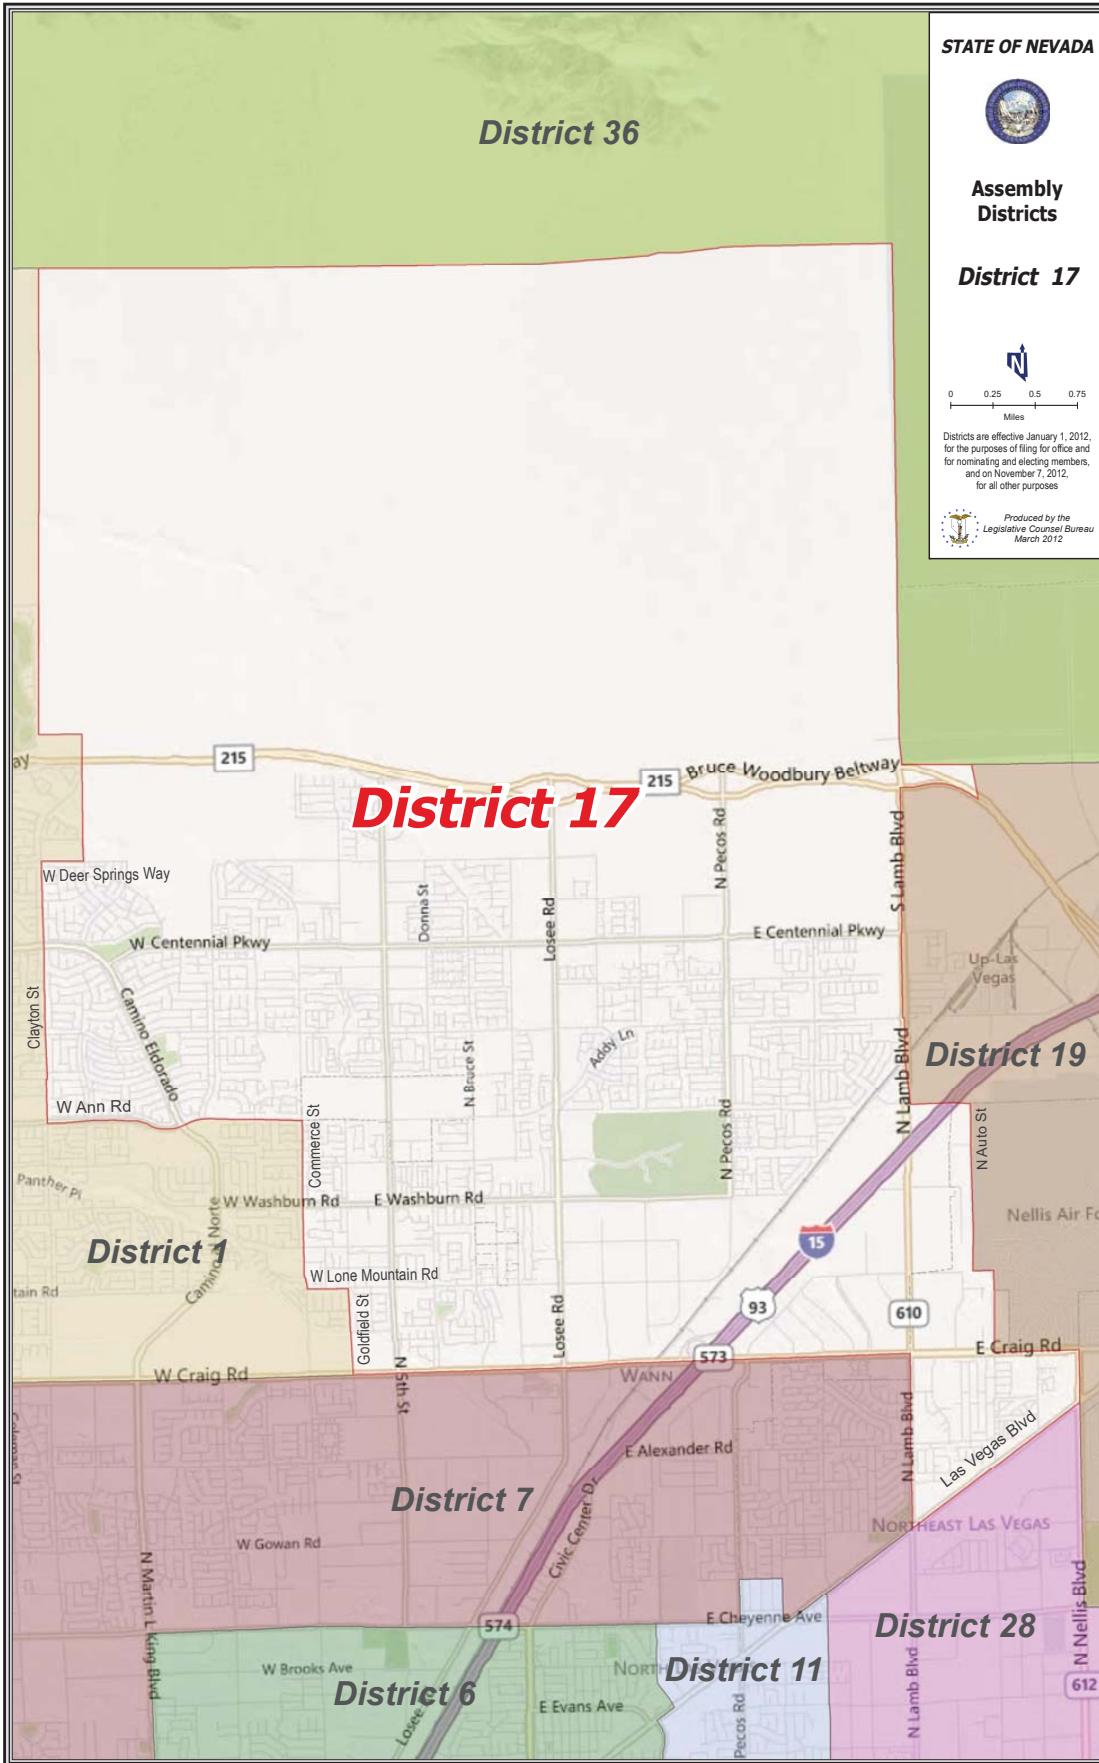 STATE OF NEVADA
Assembly
Districts
District 17
N
0 0.25 0.5 0.75
Miles
Districts are effective January 1, 2012,
for the purposes of filing for office and
for nominating and electing members,
and on November 7, 2012,
for all other purposes
Produced by the
Legislative Counsel Bureau
March 2012
District 36
ay
215
215
Bruce Woodbury Beltway
District 17
W Deer Springs Way
Donna St
Losee Rd
N Pecos Rd
S Lamb Blvd
W Centennial Pkwy
E Centennial Pkwy
Up-Las
Vegas
Clayton St
Camino Eldorado
Addy Ln
N Bruce St
N Lamb Blvd
District 19
W Ann Rd
Commerce St
N Pecos Rd
N Auto St
Panther Pl
W Washburn Rd
E Washburn Rd
Nellis Air Fo
District 1
Camino Al Norte
15
tain Rd
W Lone Mountain Rd
Goldfield St
Losee Rd
93
610
573
E Craig Rd
W Craig Rd
N 5th St
WANN
N Lamb Blvd
Las Vegas Blvd
E Alexander Rd
District 7
Civic Center Dr
NORTHEAST LAS VEGAS
W Gowan Rd
N Martin L King Blvd
574
E Cheyenne Ave
District 28
N Nellis Blvd
W Brooks Ave
District 11
District 6
E Evans Ave
Losee
Pecos Rd
N Lamb Blvd
612